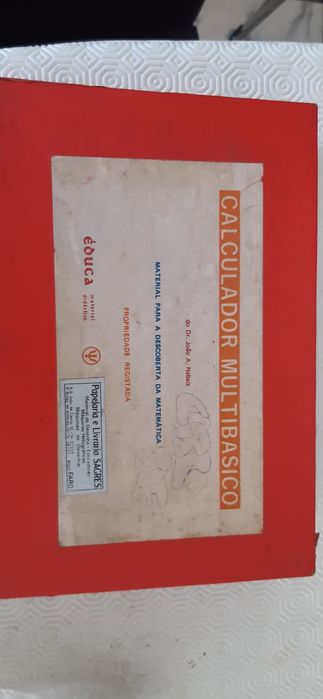 CALCULADOR MULTIBASICO
do Dr. João A. Nabais
MATERIAL PARA A DESCOBERTA DA MATEMÁTICA
PROPRIEDADE REGISTADA
éduca
material
didáctico
Papelaria e Livraria SAGRES
FARO